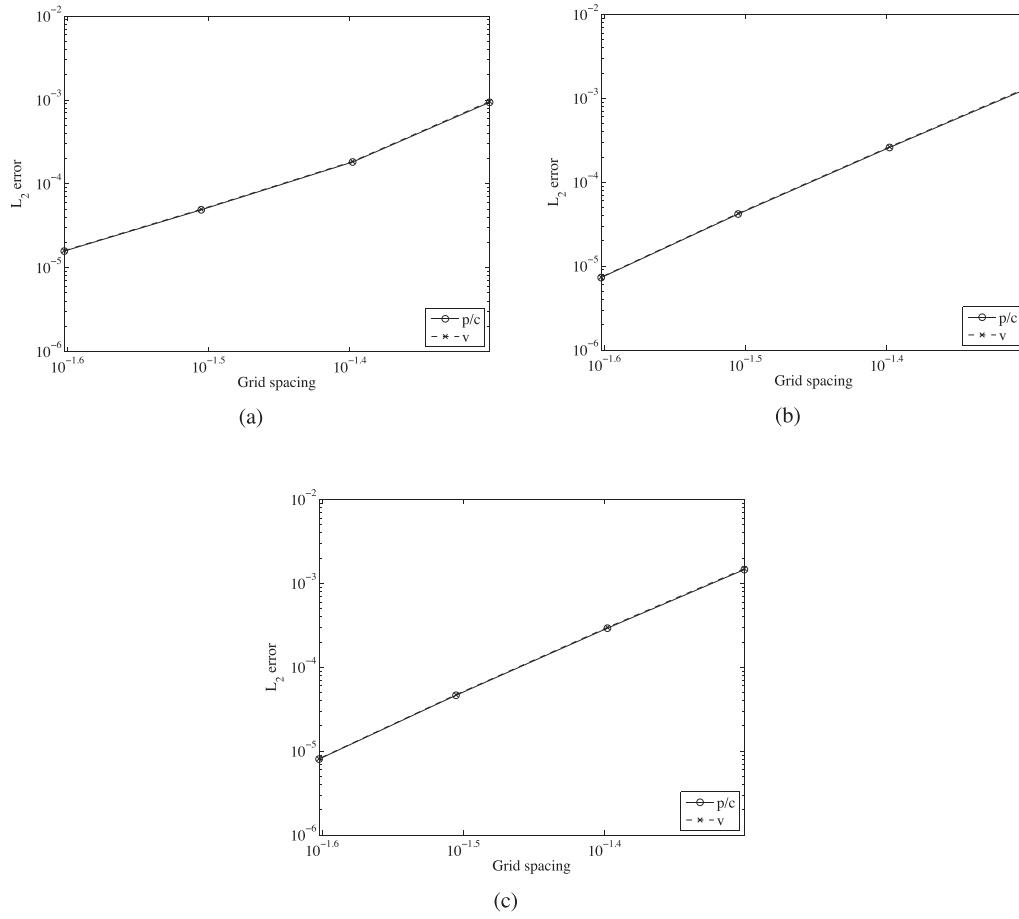 10⁻²
10⁻³
10⁻⁴
10⁻⁵
10⁻⁶
L₂ error
p/c
v
10⁻¹·⁶ 10⁻¹·⁵ 10⁻¹·⁴
Grid spacing
(a)
10⁻²
10⁻³
10⁻⁴
10⁻⁵
10⁻⁶
L₂ error
p/c
v
10⁻¹·⁶ 10⁻¹·⁵ 10⁻¹·⁴
Grid spacing
(b)
10⁻²
10⁻³
10⁻⁴
10⁻⁵
10⁻⁶
L₂ error
p/c
v
10⁻¹·⁶ 10⁻¹·⁵ 10⁻¹·⁴
Grid spacing
(c)